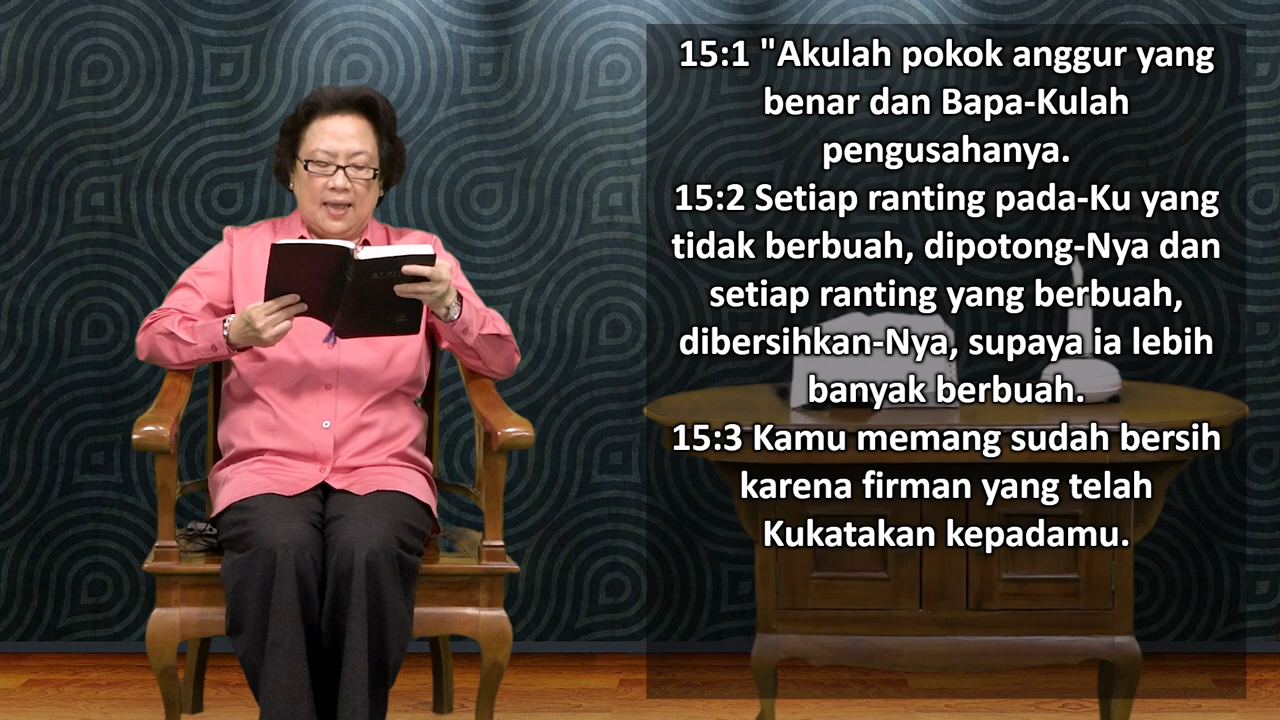 15:1 "Akulah pokok anggur yang
benar dan Bapa-Kulah
pengusahanya.
15:2 Setiap ranting pada-Ku yang
tidak berbuah, dipotong-Nya dan
setiap ranting yang berbuah,
dibersihkan-Nya, supaya ia lebih
banyak berbuah.
15:3 Kamu memang sudah bersih
karena firman yang telah
Kukatakan kepadamu.